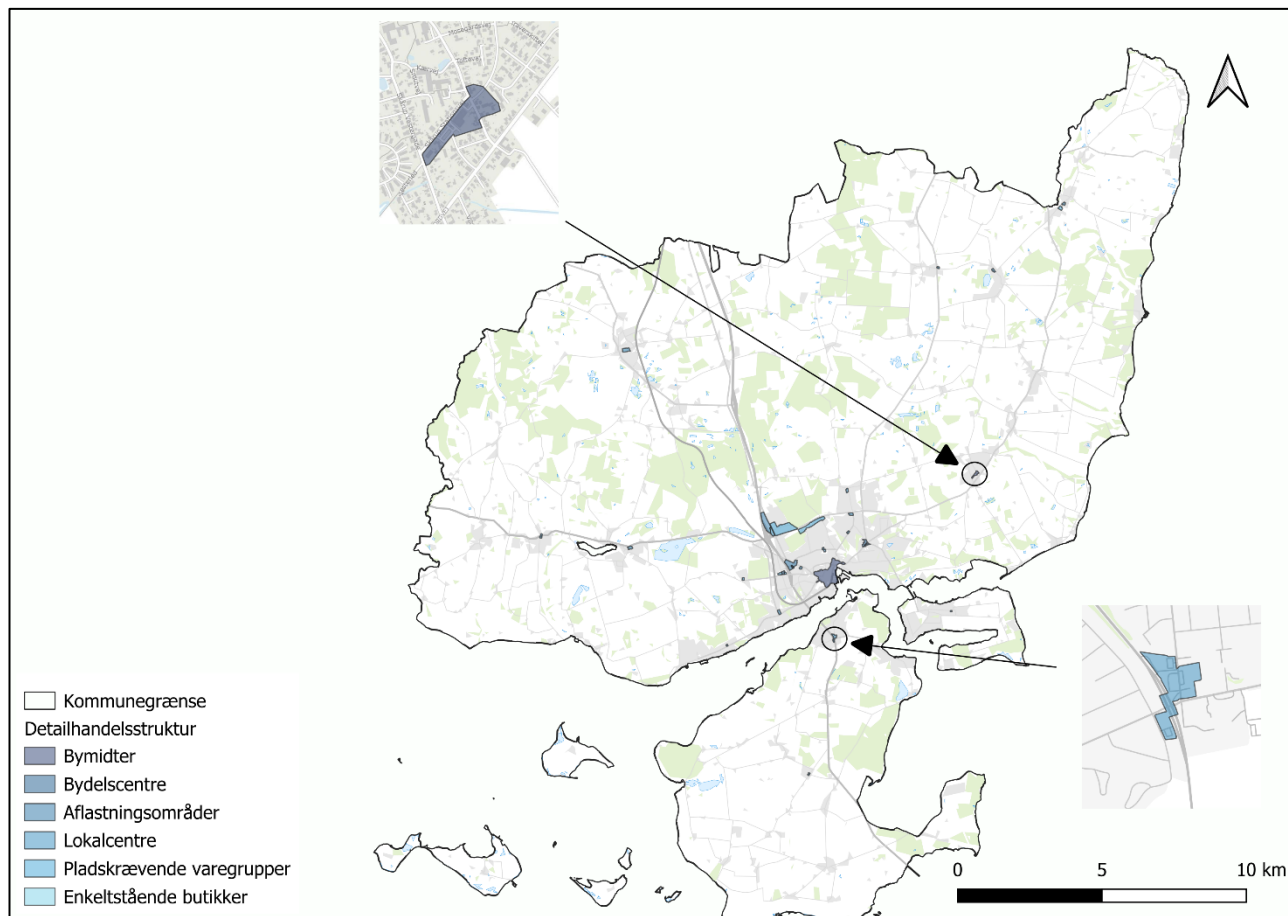 Kommunegrænse
Detailhandelsstruktur
Bymidter
Bydelscentre
Aflastningsområder
Lokalcentre
Pladskrævende varegrupper
Enkeltstående butikker
0 5 10 km